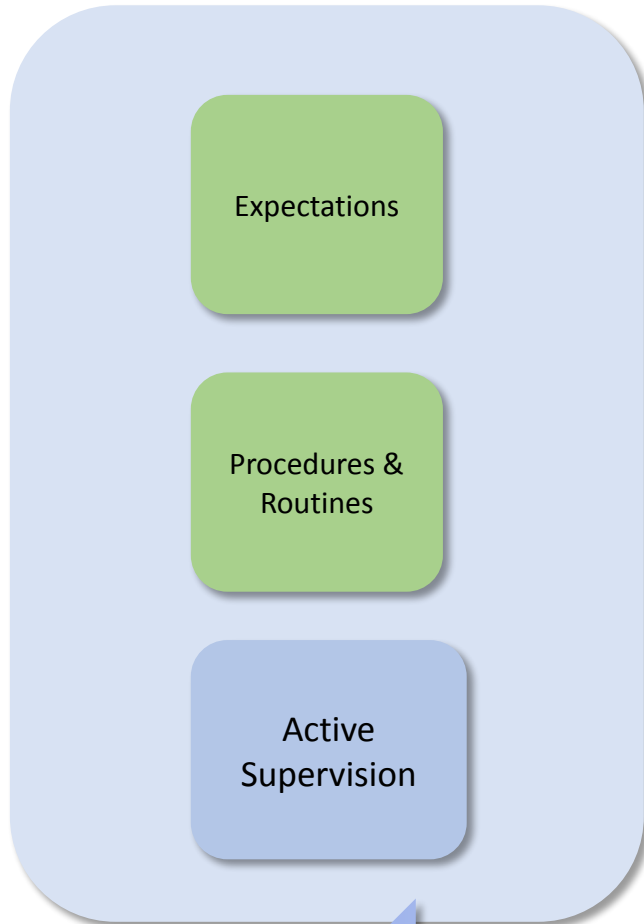 Expectations
Procedures &
Routines
Active
Supervision